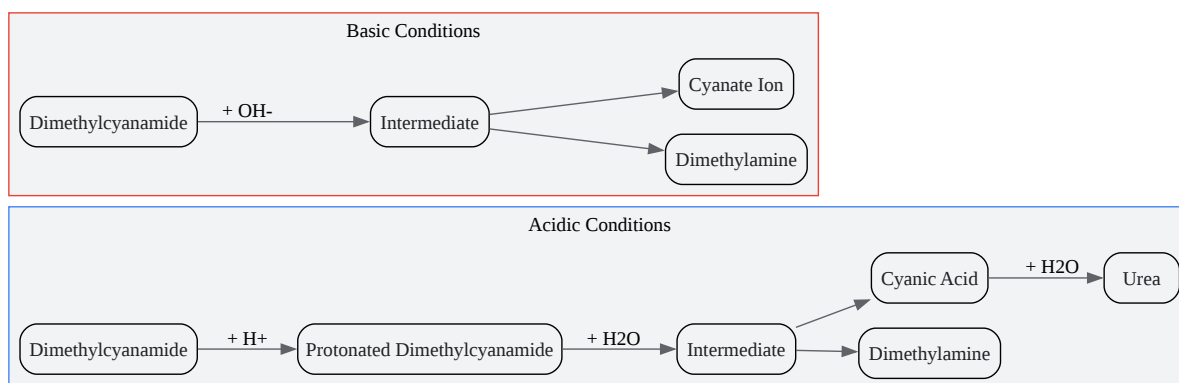 Basic Conditions
Dimethylcyanamide
+ OH-
Intermediate
Cyanate Ion
Dimethylamine
Acidic Conditions
Dimethylcyanamide
+ H+
Protonated Dimethylcyanamide
+ H2O
Intermediate
Cyanic Acid
+ H2O
Urea
Dimethylamine